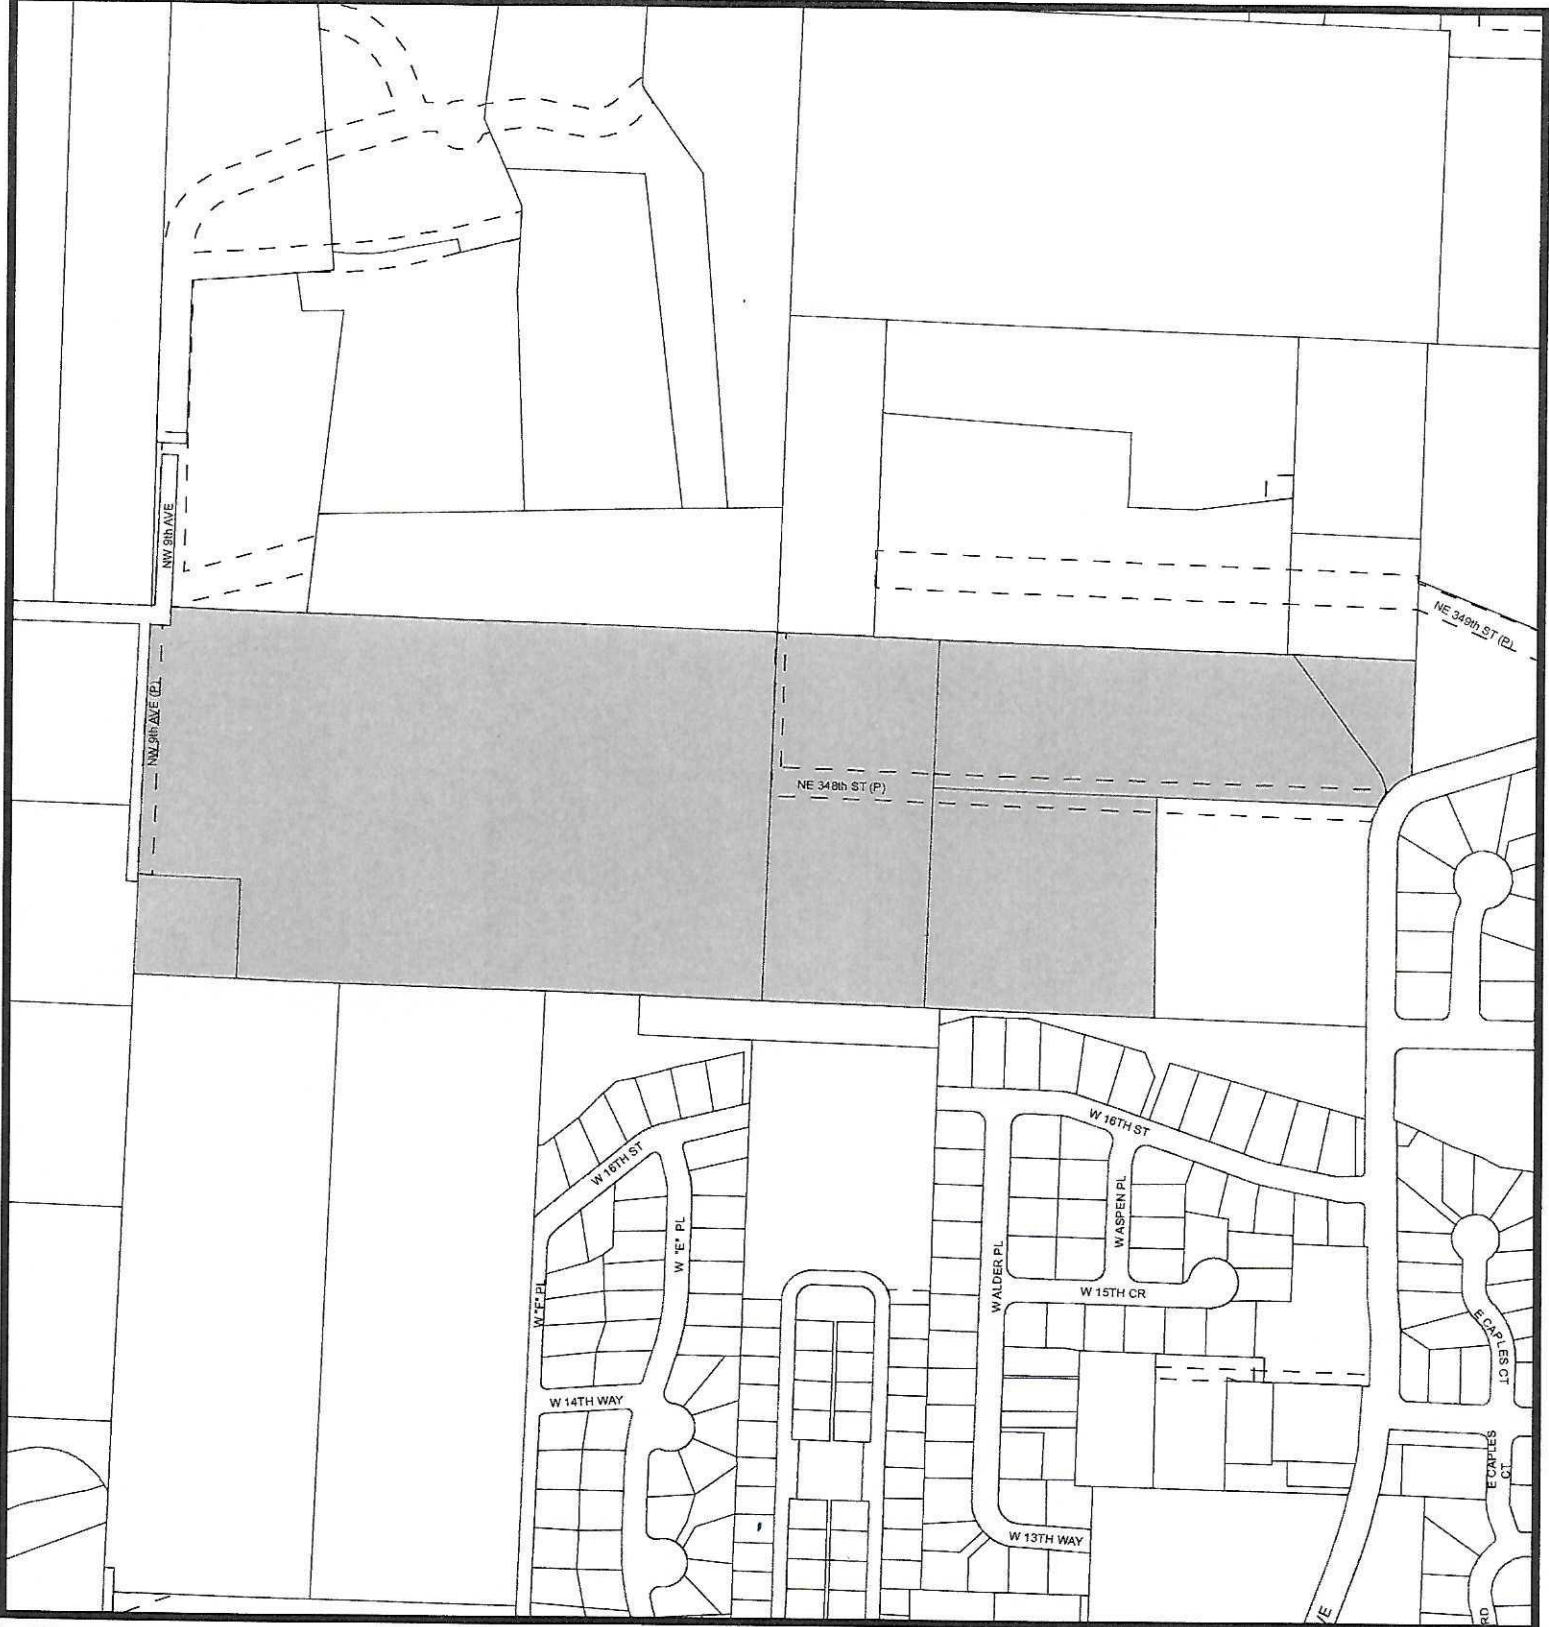 NW 9th AVE
NE 349th ST (P)
NW 9th AVE (P)
NE 348th ST (P)
W 16TH ST
W 16TH ST
W ASPEN PL
W "E" PL
W ALDER PL
W 15TH CR
W "F" PL
E CAPLES CT
W 14TH WAY
E CAPLES
CT
W 13TH WAY
RD